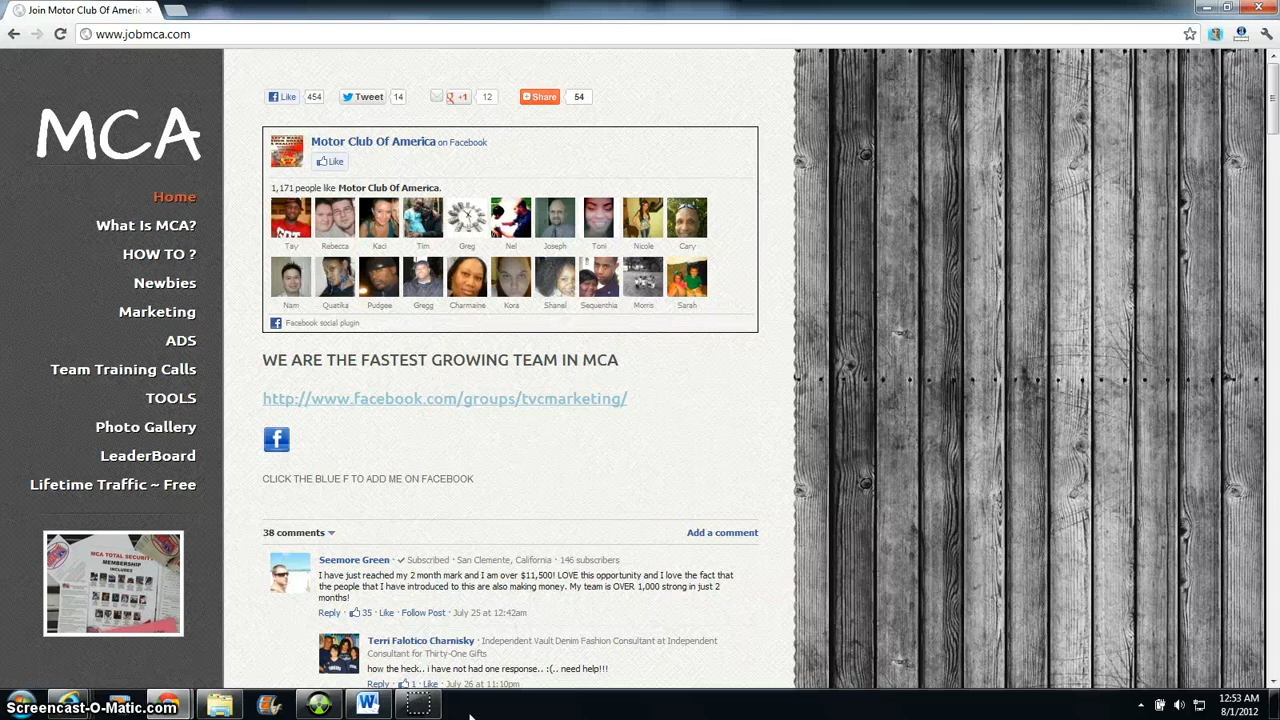 Join Motor Club Of Americ
www.jobmca.com
MCA
Home
What Is MCA?
HOW TO ?
Newbies
Marketing
ADS
Team Training Calls
TOOLS
Photo Gallery
LeaderBoard
Lifetime Traffic ~ Free
MCA TOTAL SECURITY
MEMBERSHIP
INCLUDES
Like 454 Tweet 14 +1 12 Share 54
Motor Club Of America on Facebook
Like
1,171 people like Motor Club Of America.
Tay Rebecca Kaci Tim Greg Nel Joseph Toni Nicole Cary
Nam Quatika Pudgee Gregg Charmaine Kora Shanel Sequenthia Morris Sarah
Facebook social plugin
WE ARE THE FASTEST GROWING TEAM IN MCA
http://www.facebook.com/groups/tvcmarketing/
CLICK THE BLUE F TO ADD ME ON FACEBOOK
38 comments Add a comment
Seemore Green · Subscribed · San Clemente, California · 146 subscribers
I have just reached my 2 month mark and I am over $11,500! LOVE this opportunity and I love the fact that
the people that I have introduced to this are also making money. My team is OVER 1,000 strong in just 2
months!
Reply · 35 · Like · Follow Post · July 25 at 12:42am
Terri Falotico Charnisky · Independent Vault Denim Fashion Consultant at Independent
Consultant for Thirty-One Gifts
how the heck.. i have not had one response.. :(.. need help!!!
Reply · 1 · Like · July 26 at 11:10pm
Screencast-O-Matic.com
12:53 AM
8/1/2012